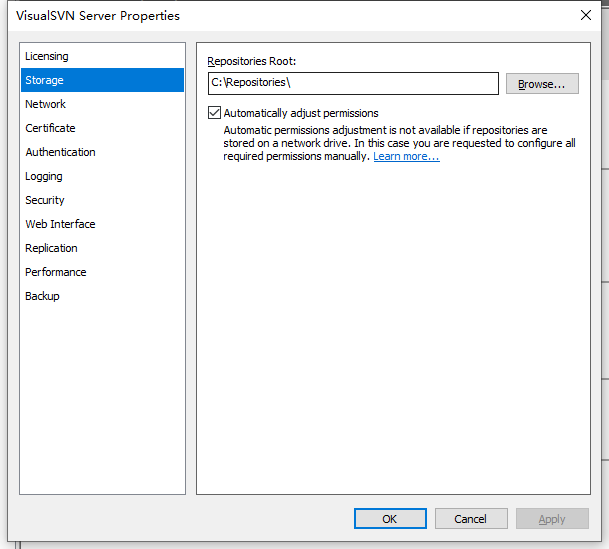 VisualSVN Server Properties
Licensing
Storage
Network
Certificate
Authentication
Logging
Security
Web Interface
Replication
Performance
Backup
Repositories Root:
C:\Repositories\
Browse...
Automatically adjust permissions
Automatic permissions adjustment is not available if repositories are
stored on a network drive. In this case you are requested to configure all
required permissions manually. Learn more...
OK
Cancel
Apply